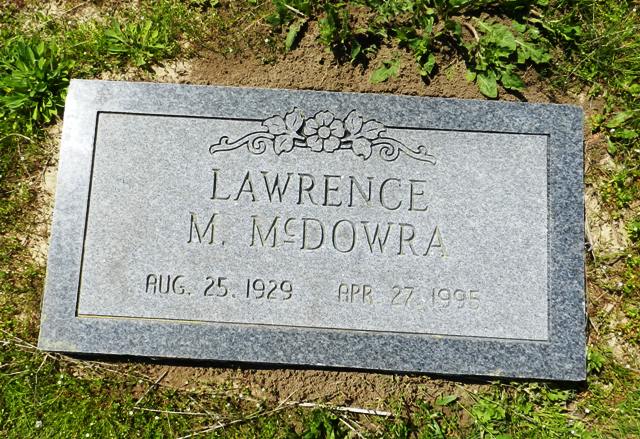 LAWRENCE
M. McDOWRA
AUG. 25. 1929 APR. 27. 1995